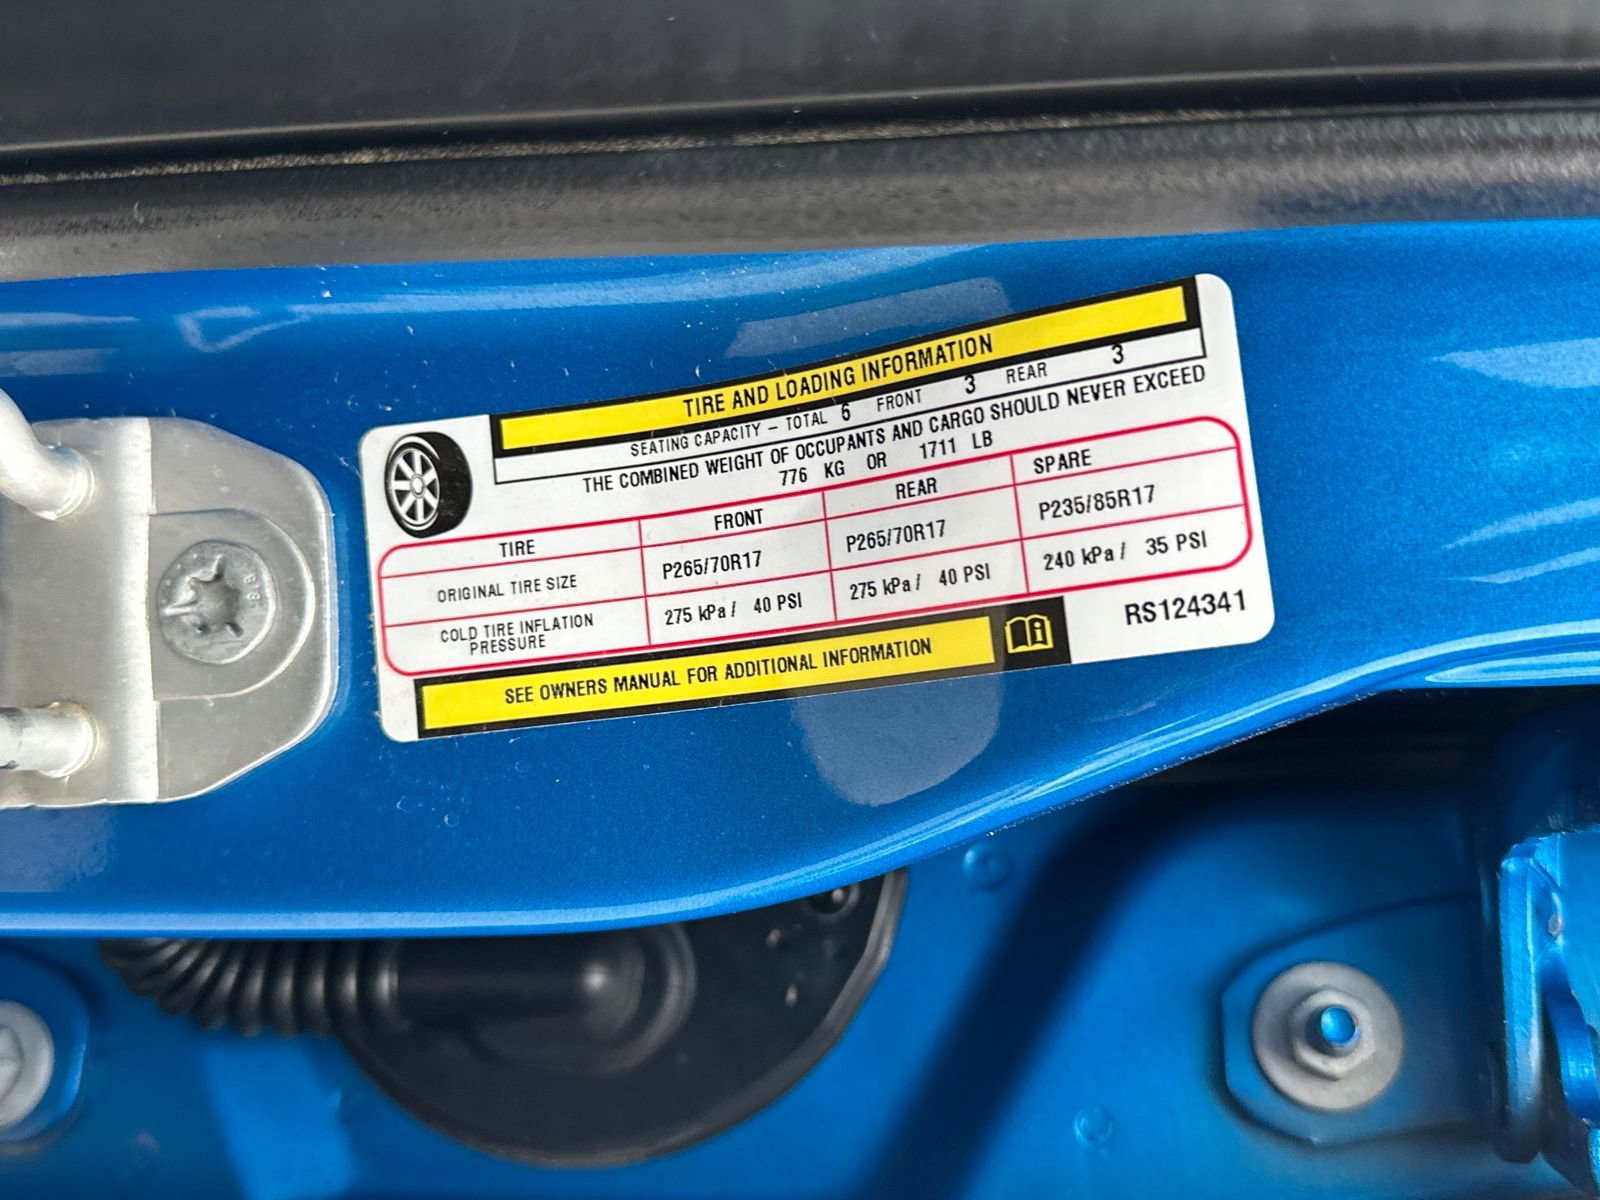 TIRE AND LOADING INFORMATION
SEATING CAPACITY – TOTAL 6 FRONT 3 REAR 3
THE COMBINED WEIGHT OF OCCUPANTS AND CARGO SHOULD NEVER EXCEED
776 KG OR 1711 LB
TIRE FRONT REAR SPARE
ORIGINAL TIRE SIZE P265/70R17 P265/70R17 P235/85R17
COLD TIRE INFLATION
PRESSURE 275 kPa / 40 PSI 275 kPa / 40 PSI 240 kPa / 35 PSI
RS124341
SEE OWNERS MANUAL FOR ADDITIONAL INFORMATION